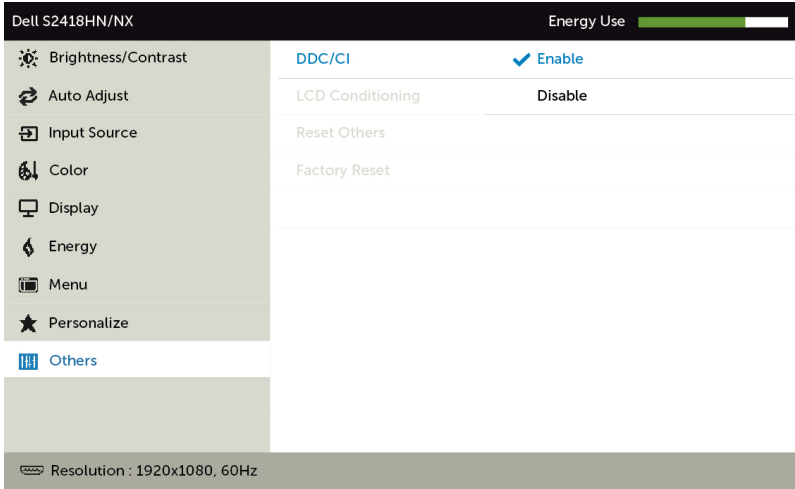 Dell S2418HN/NX Energy Use
Brightness/Contrast DDC/CI Enable
Auto Adjust LCD Conditioning Disable
Input Source Reset Others
Color Factory Reset
Display
Energy
Menu
Personalize
Others
Resolution : 1920x1080, 60Hz